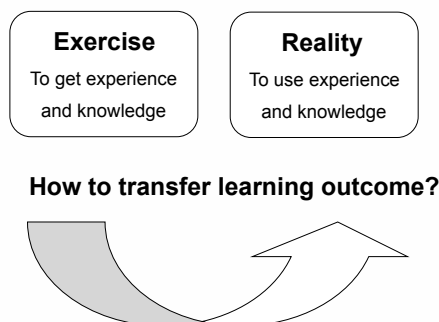 Exercise
To get experience
and knowledge
Reality
To use experience
and knowledge
How to transfer learning outcome?